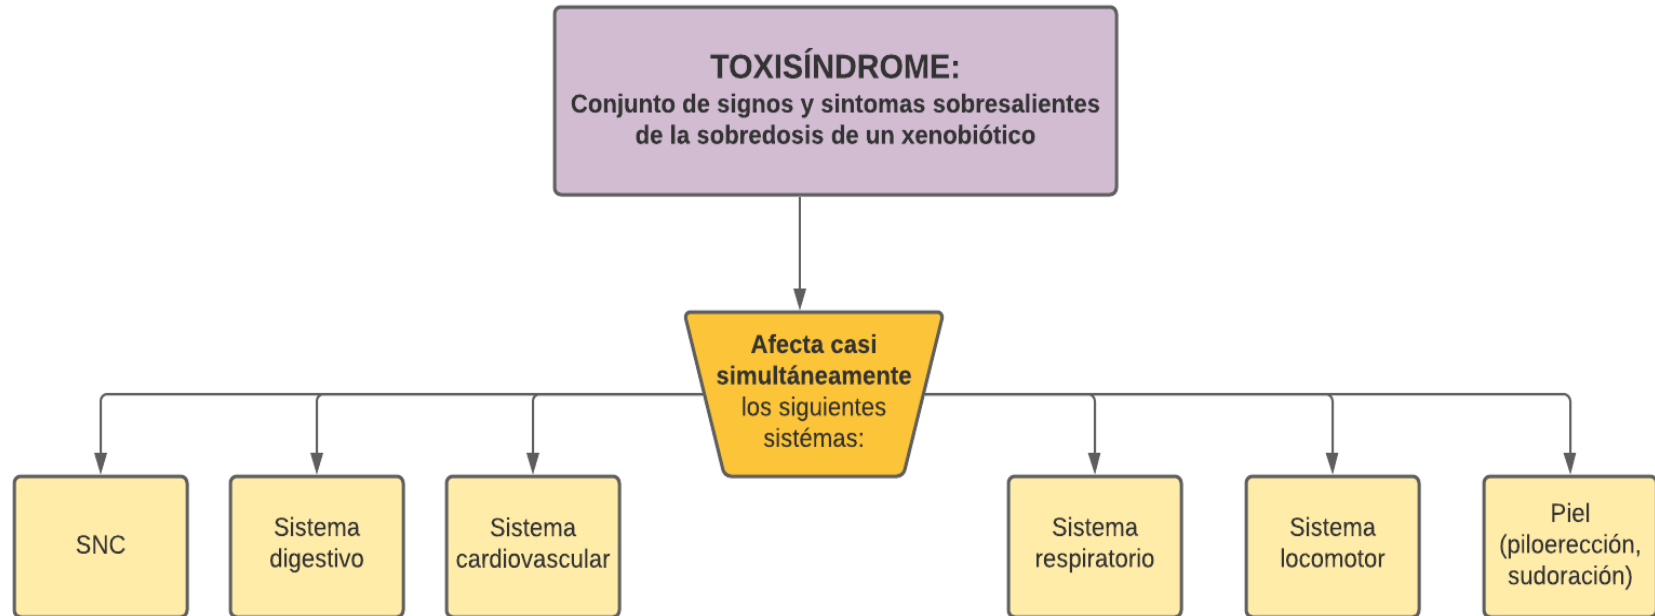 TOXISÍNDROME:
Conjunto de signos y sintomas sobresalientes
de la sobredosis de un xenobiótico
Afecta casi
simultáneamente
los siguientes
sistémas:
SNC
Sistema
digestivo
Sistema
cardiovascular
Sistema
respiratorio
Sistema
locomotor
Piel
(piloerección,
sudoración)